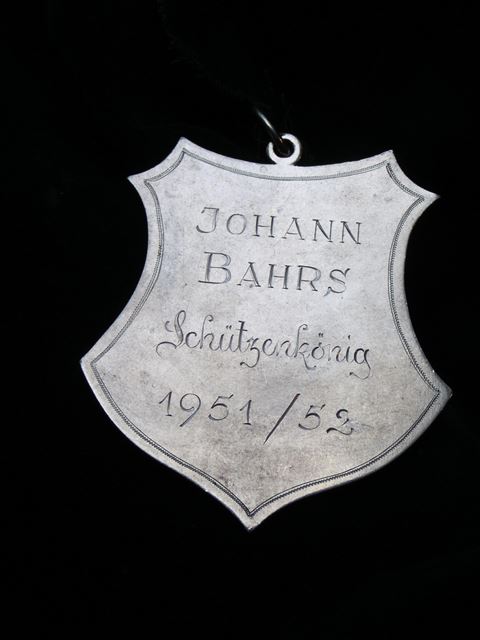 JOHANN
BAHRS
Schützenkönig
1951/52